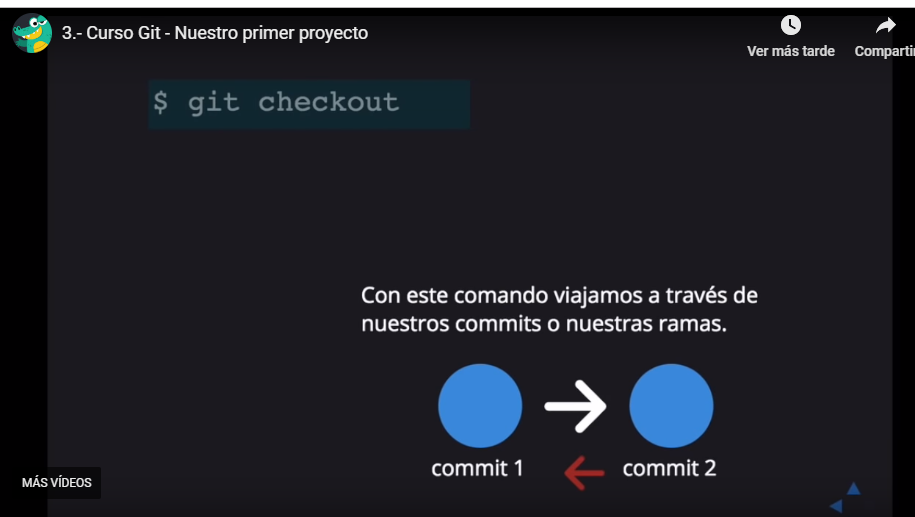 3.- Curso Git - Nuestro primer proyecto
Ver más tarde
Comparti
$ git checkout
Con este comando viajamos a través de
nuestros commits o nuestras ramas.
commit 1
commit 2
MÁS VÍDEOS